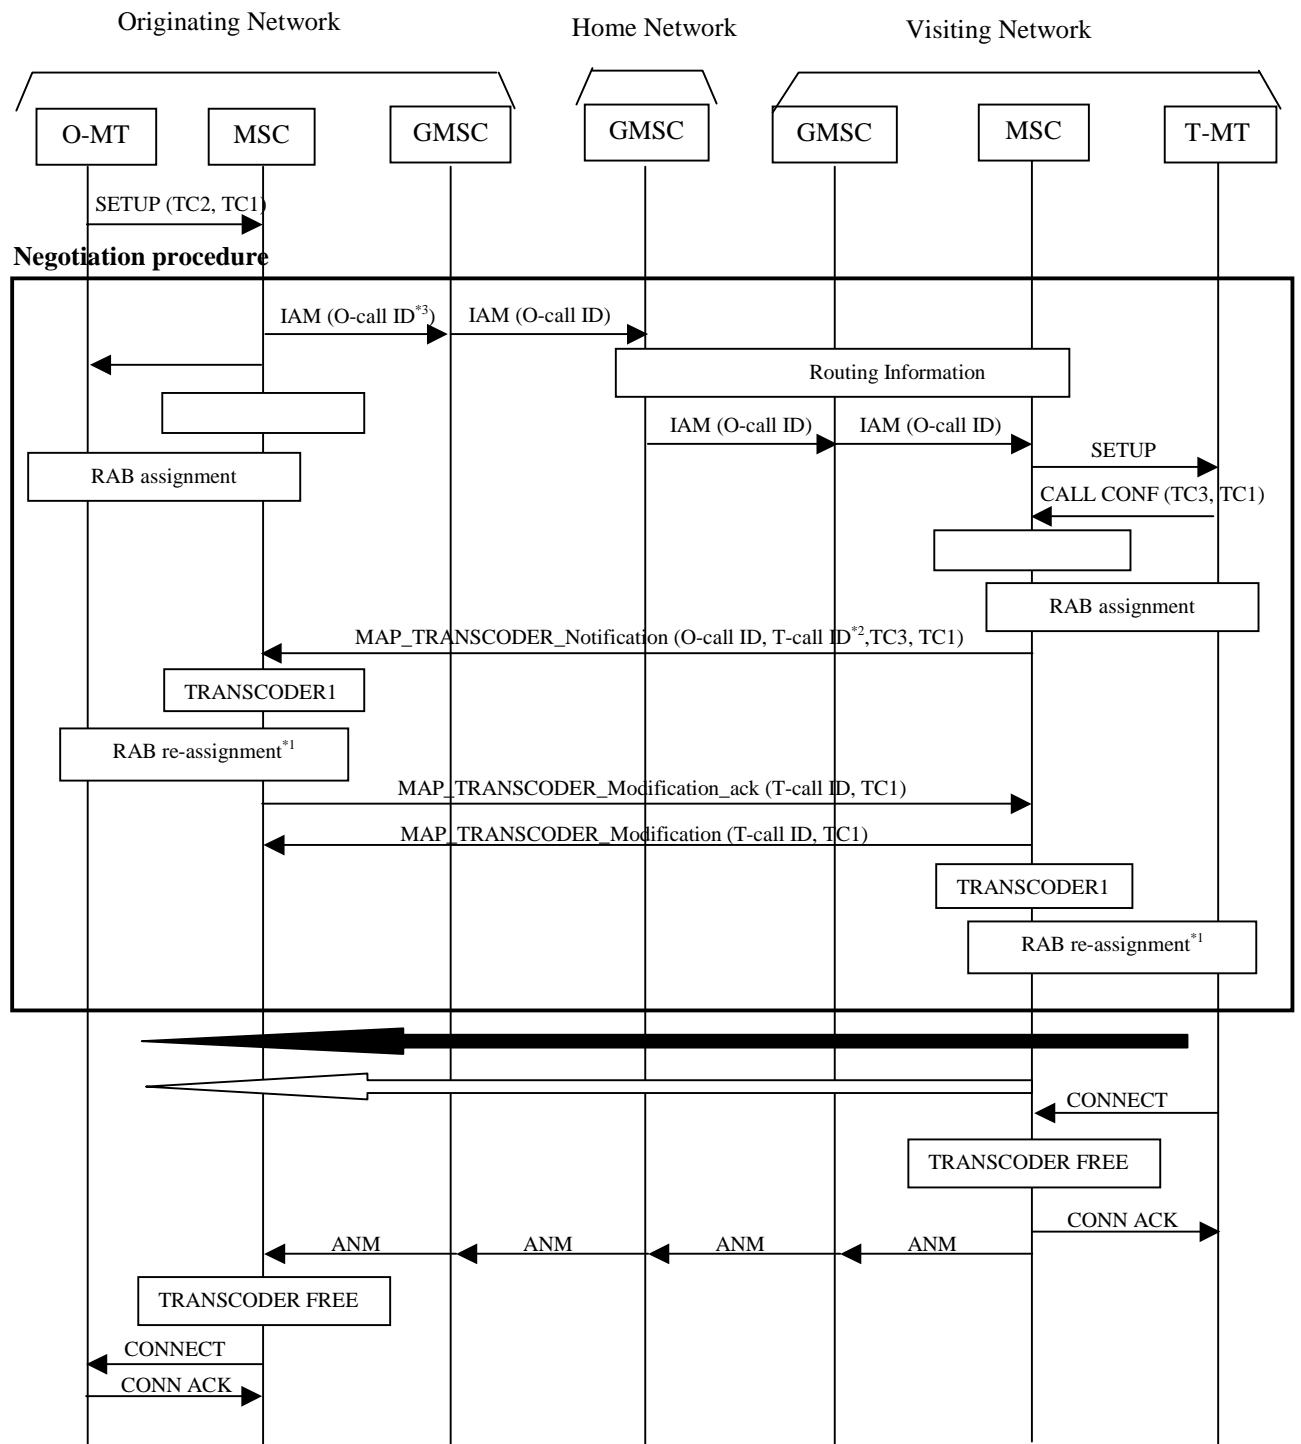 Originating Network
Home Network
Visiting Network
O-MT
MSC
GMSC
GMSC
GMSC
MSC
T-MT
SETUP (TC2, TC1)
Negotiation procedure
IAM (O-call ID*3)
IAM (O-call ID)
Routing Information
IAM (O-call ID)
IAM (O-call ID)
SETUP
RAB assignment
CALL CONF (TC3, TC1)
RAB assignment
MAP_TRANSCODER_Notification (O-call ID, T-call ID*2,TC3, TC1)
TRANSCODER1
RAB re-assignment*1
MAP_TRANSCODER_Modification_ack (T-call ID, TC1)
MAP_TRANSCODER_Modification (T-call ID, TC1)
TRANSCODER1
RAB re-assignment*1
CONNECT
TRANSCODER FREE
CONN ACK
ANM
ANM
ANM
ANM
TRANSCODER FREE
CONNECT
CONN ACK